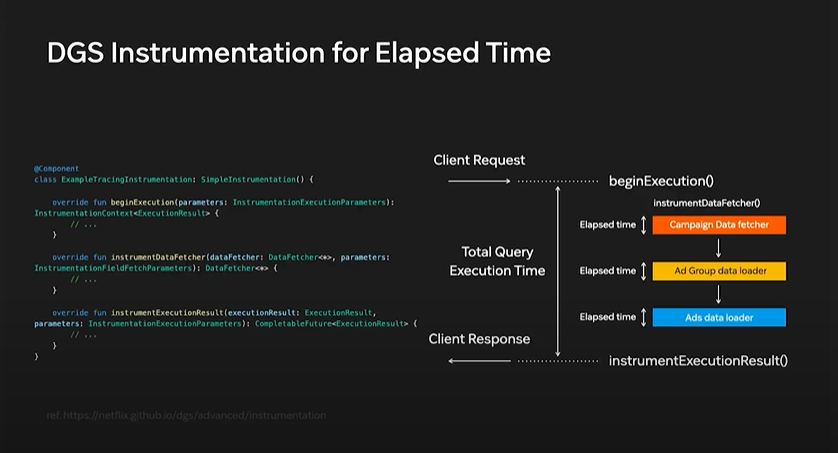 DGS Instrumentation for Elapsed Time
@Component
class ExampleTracingInstrumentation: SimpleInstrumentation() {
override fun beginExecution(parameters: InstrumentationExecutionParameters):
InstrumentationContext<ExecutionResult> {
// ...
}
override fun instrumentDataFetcher(dataFetcher: DataFetcher<*>, parameters:
InstrumentationFieldFetchParameters): DataFetcher<*> {
// ...
}
override fun instrumentExecutionResult(executionResult: ExecutionResult,
parameters: InstrumentationExecutionParameters): CompletableFuture<ExecutionResult> {
// ...
}
}
Client Request
beginExecution()
instrumentDataFetcher()
Elapsed time
Campaign Data fetcher
Total Query
Execution Time
Elapsed time
Ad Group data loader
Elapsed time
Ads data loader
Client Response
instrumentExecutionResult()
ref: https://netflix.github.io/dgs/advanced/instrumentation